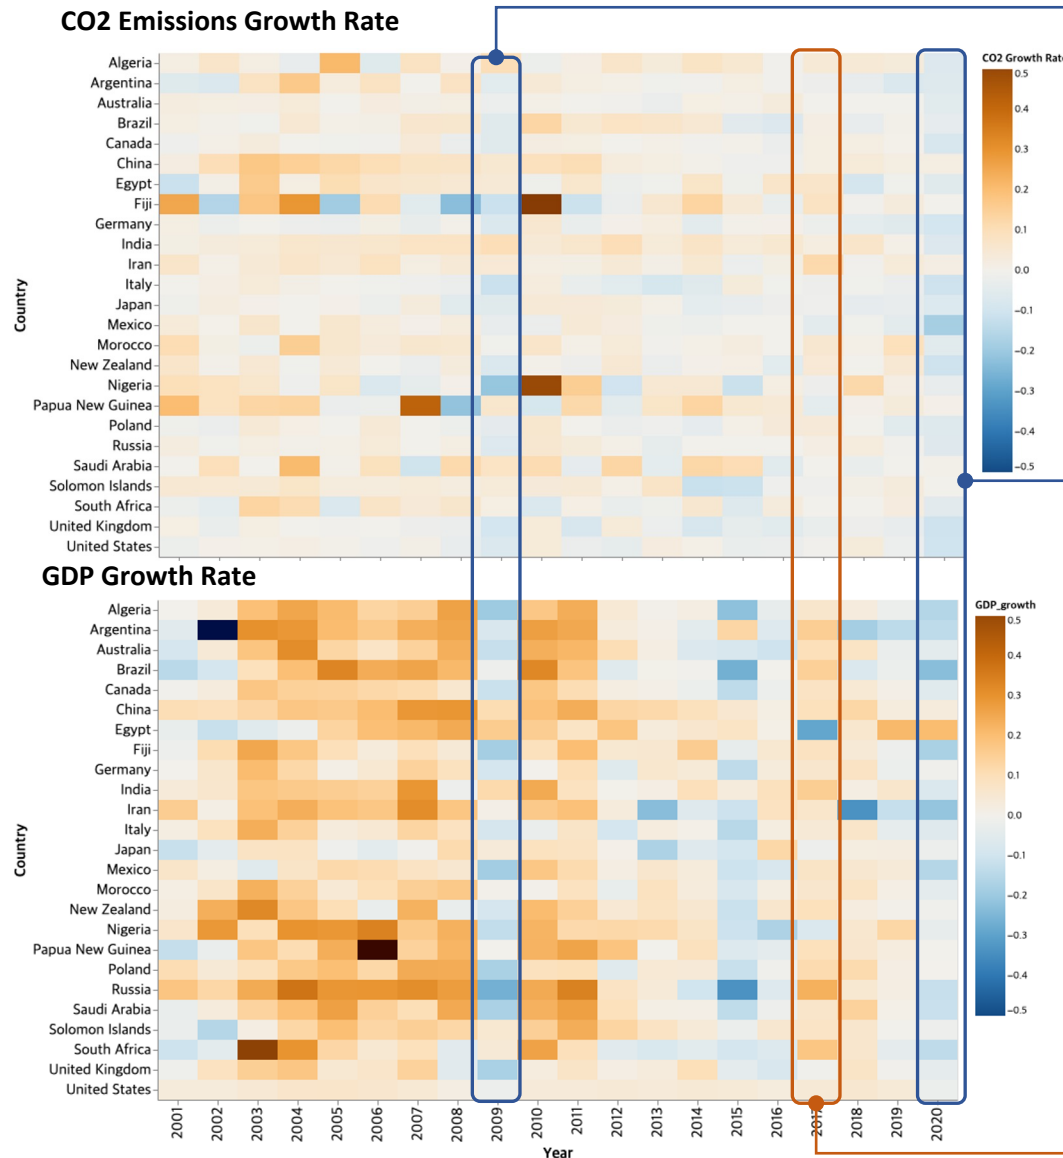 CO2 Emissions Growth Rate
Algeria
Argentina
Australia
Brazil
Canada
China
Egypt
Fiji
Germany
India
Iran
Italy
Japan
Mexico
Morocco
New Zealand
Nigeria
Papua New Guinea
Poland
Russia
Saudi Arabia
Solomon Islands
South Africa
United Kingdom
United States
Country
CO2 Growth Rate
0.5
0.4
0.3
0.2
0.1
0.0
−0.1
−0.2
−0.3
−0.4
−0.5
GDP Growth Rate
Algeria
Argentina
Australia
Brazil
Canada
China
Egypt
Fiji
Germany
India
Iran
Italy
Japan
Mexico
Morocco
New Zealand
Nigeria
Papua New Guinea
Poland
Russia
Saudi Arabia
Solomon Islands
South Africa
United Kingdom
United States
Country
GDP_growth
0.5
0.4
0.3
0.2
0.1
0.0
−0.1
−0.2
−0.3
−0.4
−0.5
2001
2002
2003
2004
2005
2006
2007
2008
2009
2010
2011
2012
2013
2014
2015
2016
2017
2018
2019
2020
Year